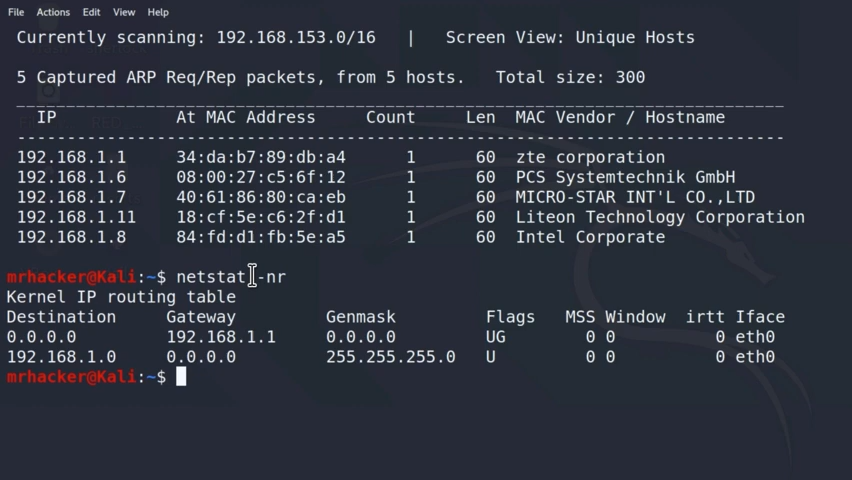 File Actions Edit View Help
Currently scanning: 192.168.153.0/16 | Screen View: Unique Hosts
5 Captured ARP Req/Rep packets, from 5 hosts. Total size: 300
_____________________________________________________________________________
IP At MAC Address Count Len MAC Vendor / Hostname
-----------------------------------------------------------------------------
192.168.1.1 34:da:b7:89:db:a4 1 60 zte corporation
192.168.1.6 08:00:27:c5:6f:12 1 60 PCS Systemtechnik GmbH
192.168.1.7 40:61:86:80:ca:eb 1 60 MICRO-STAR INT'L CO.,LTD
192.168.1.11 18:cf:5e:c6:2f:d1 1 60 Liteon Technology Corporation
192.168.1.8 84:fd:d1:fb:5e:a5 1 60 Intel Corporate
mrhacker@Kali:~$ netstat -nr
Kernel IP routing table
Destination Gateway Genmask Flags MSS Window irtt Iface
0.0.0.0 192.168.1.1 0.0.0.0 UG 0 0 0 eth0
192.168.1.0 0.0.0.0 255.255.255.0 U 0 0 0 eth0
mrhacker@Kali:~$